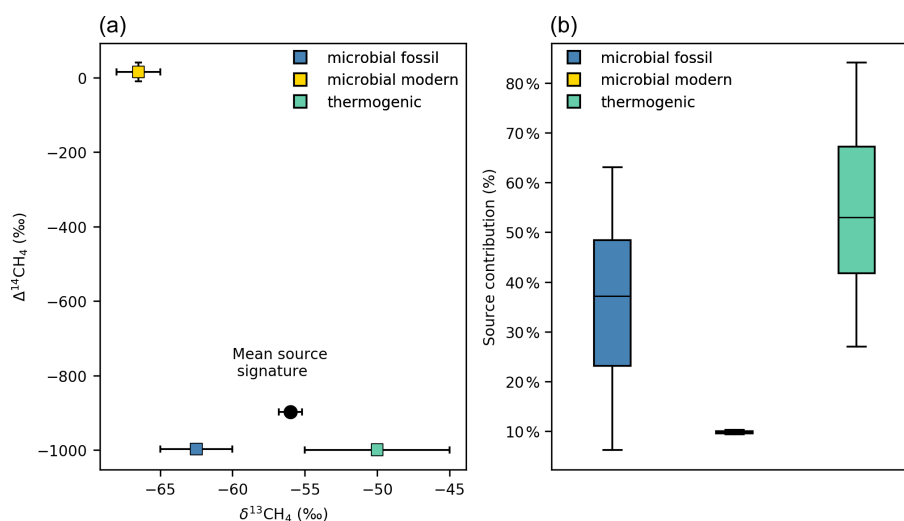 (a)
microbial fossil
microbial modern
thermogenic
Mean source
signature
Δ¹⁴CH₄ (‰)
0
−200
−400
−600
−800
−1000
−65
−60
−55
−50
−45
δ¹³CH₄ (‰)
(b)
microbial fossil
microbial modern
thermogenic
Source contribution (%)
80%
70%
60%
50%
40%
30%
20%
10%